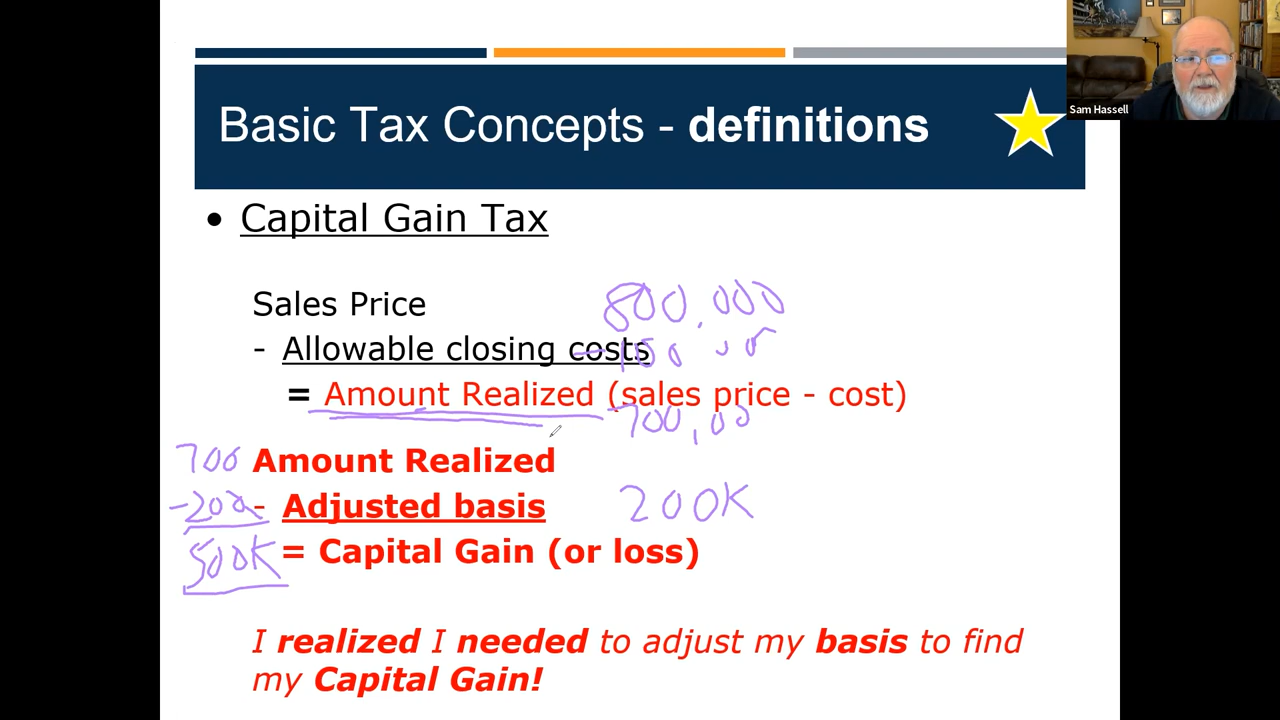 Sam Hassell
Basic Tax Concepts - definitions
• Capital Gain Tax
Sales Price 800,000
- Allowable closing costs
= Amount Realized (sales price - cost)
700,00
700 Amount Realized
-200 - Adjusted basis 200K
500K = Capital Gain (or loss)
I realized I needed to adjust my basis to find
my Capital Gain!